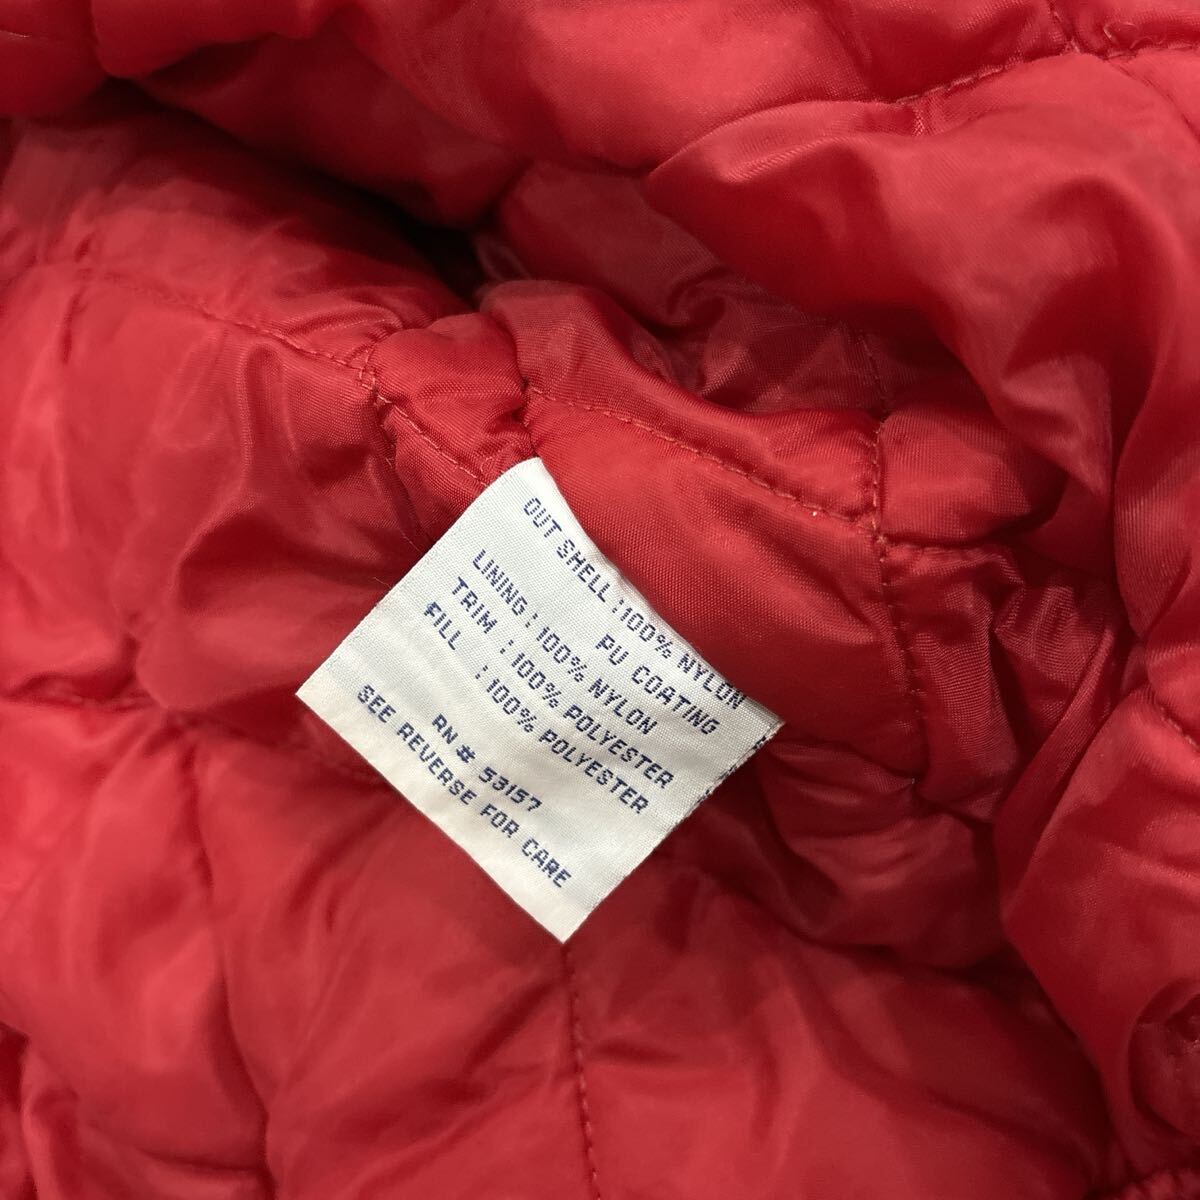 OUT SHELL : 100% NYLON
PU COATING
LINING : 100% NYLON
TRIM : 100% POLYESTER
FILL : 100% POLYESTER
RN# 53157
SEE REVERSE FOR CARE